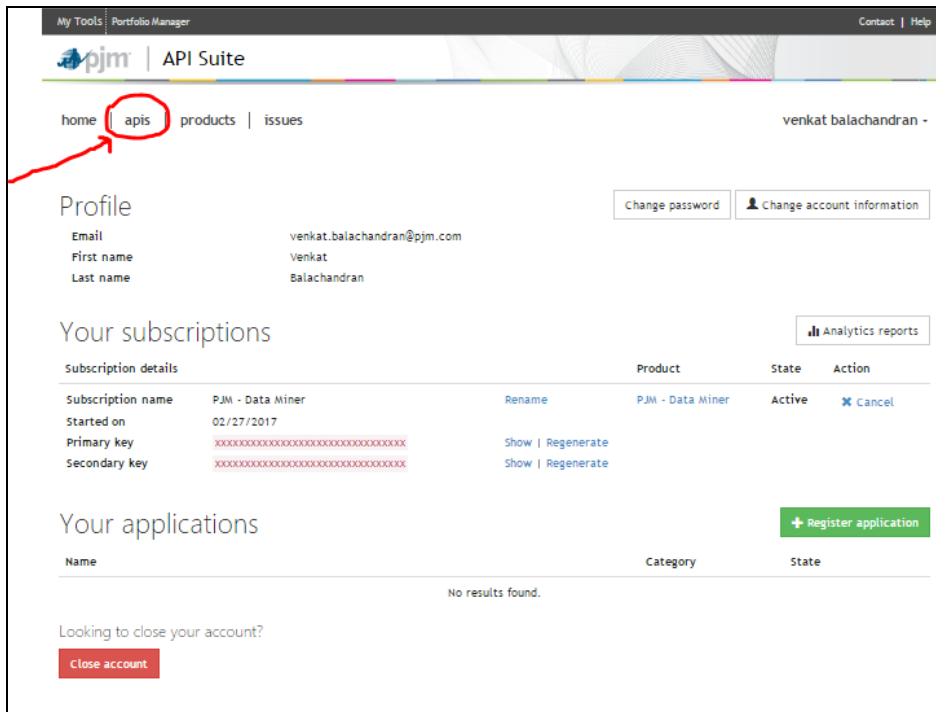 My Tools | Portfolio Manager Contact | Help
pjm | API Suite
home | apis | products | issues venkat balachandran
Profile Change password Change account information
Email venkat.balachandran@pjm.com
First name Venkat
Last name Balachandran
Your subscriptions Analytics reports
Subscription details Product State Action
Subscription name PJM - Data Miner Rename PJM - Data Miner Active Cancel
Started on 02/27/2017
Primary key xxxxxxxxxxxxxxxxxxxxxxxxxxxxxxxx Show | Regenerate
Secondary key xxxxxxxxxxxxxxxxxxxxxxxxxxxxxxxx Show | Regenerate
Your applications Register application
Name Category State
No results found.
Looking to close your account?
Close account